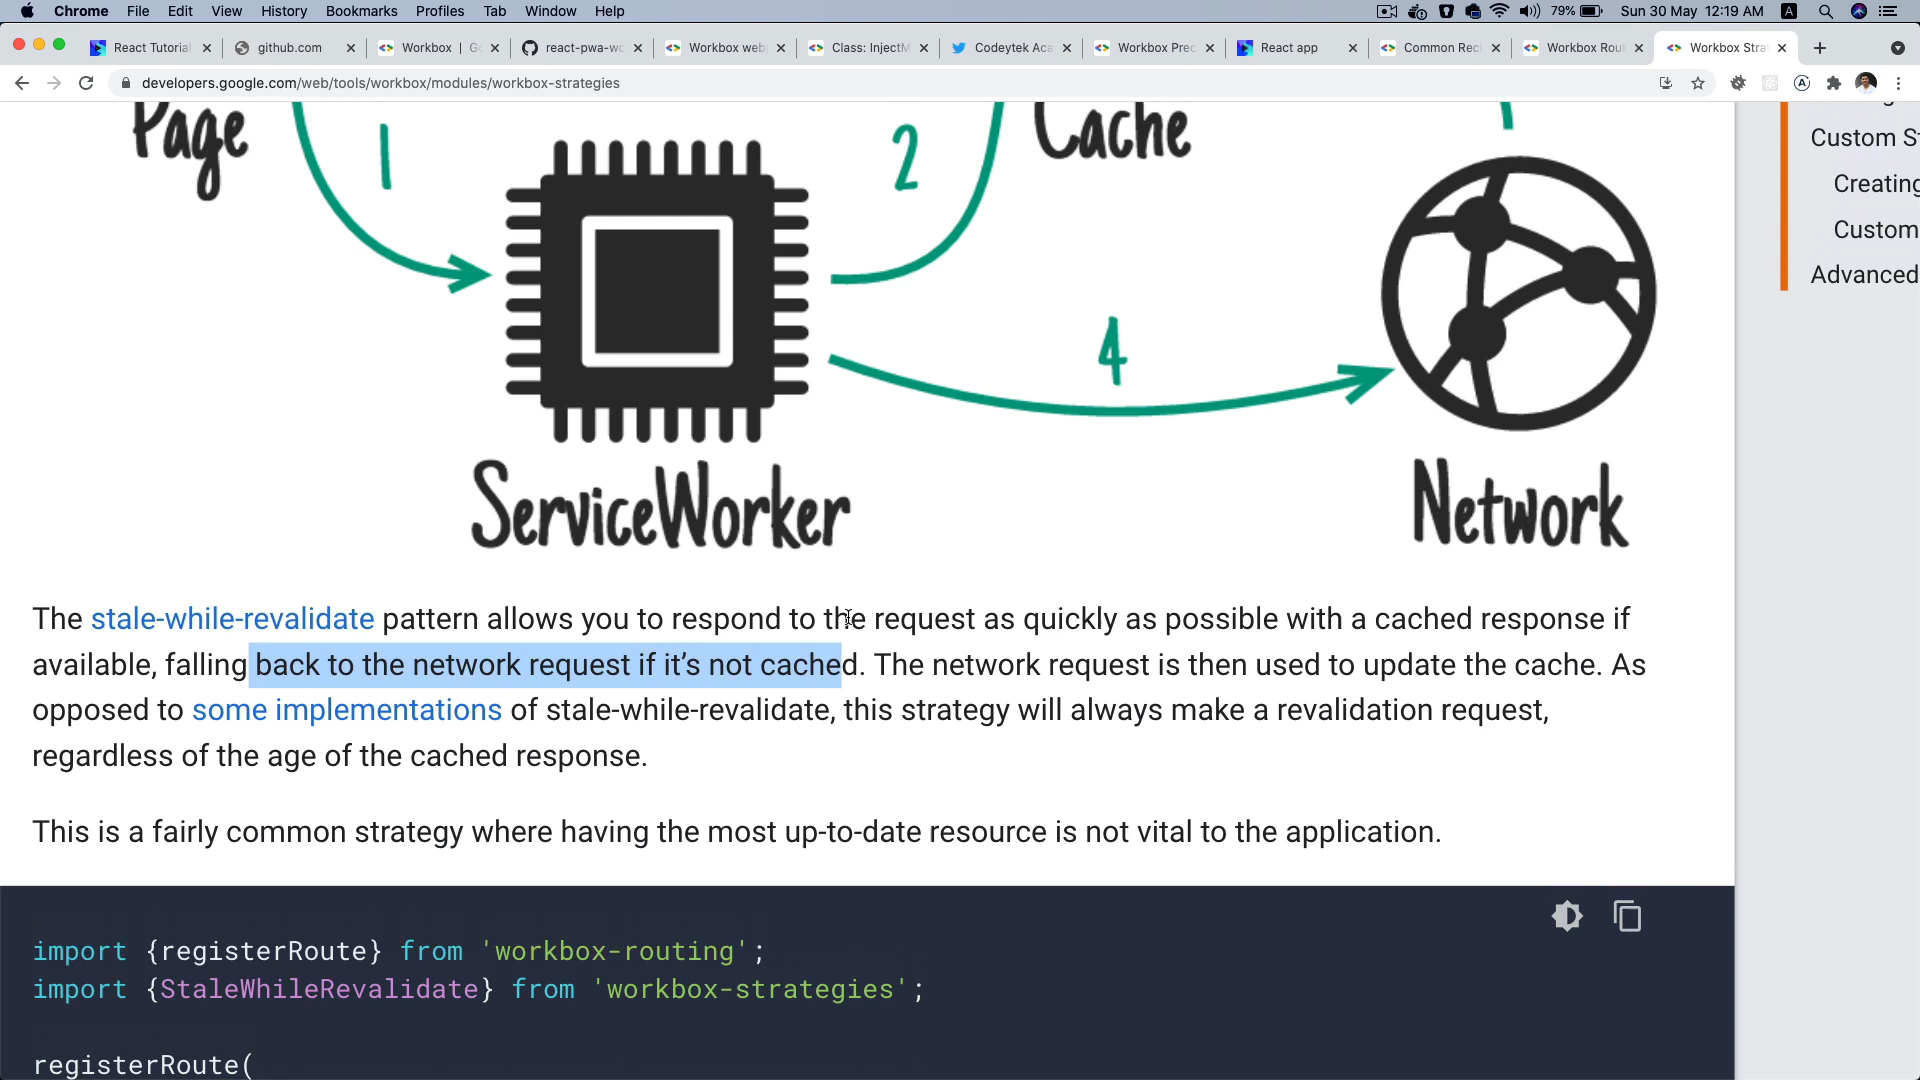 Chrome File Edit View History Bookmarks Profiles Tab Window Help 79% Sun 30 May 12:19 AM A
React Tutorial github.com Workbox | Go react-pwa-wo Workbox web Class: InjectM Codeytek Aca Workbox Prec React app Common Reci Workbox Rou Workbox Stra
developers.google.com/web/tools/workbox/modules/workbox-strategies
Page 1 2 Cache
Custom S
Creating
Custom
Advanced
4
ServiceWorker Network
The stale-while-revalidate pattern allows you to respond to the request as quickly as possible with a cached response if
available, falling back to the network request if it’s not cached. The network request is then used to update the cache. As
opposed to some implementations of stale-while-revalidate, this strategy will always make a revalidation request,
regardless of the age of the cached response.
This is a fairly common strategy where having the most up-to-date resource is not vital to the application.
import {registerRoute} from 'workbox-routing';
import {StaleWhileRevalidate} from 'workbox-strategies';
registerRoute(